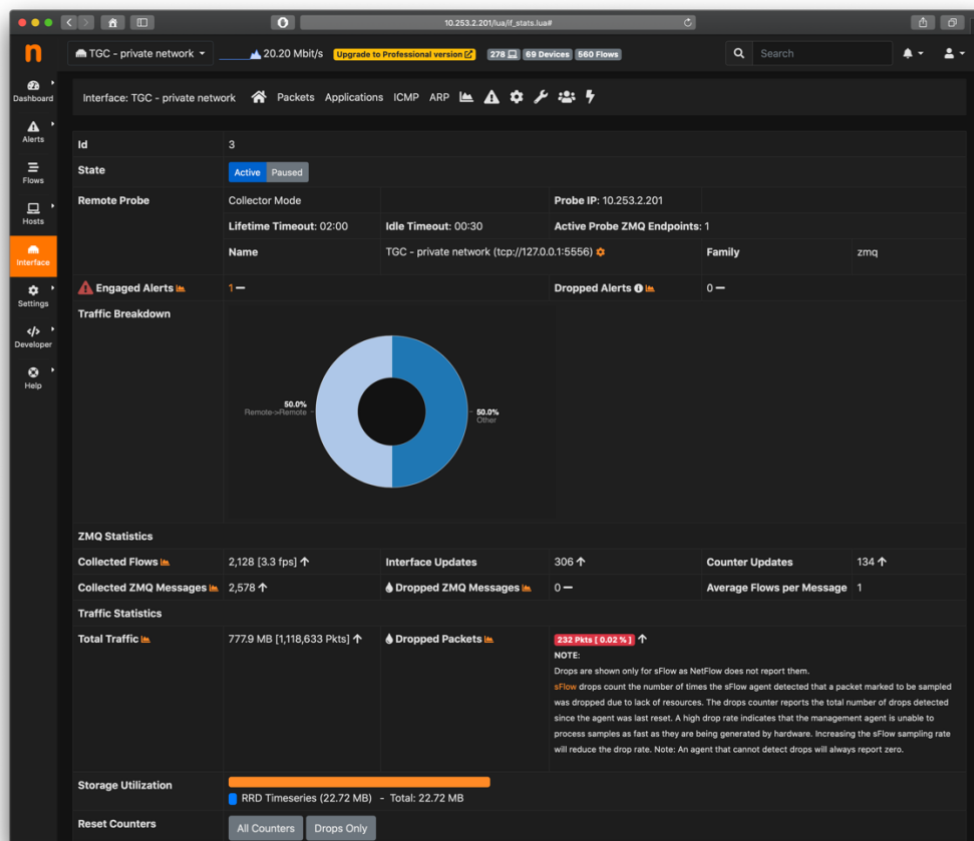 10.253.2.201/lua/if_stats.lua#
n
TGC - private network
20.20 Mbit/s
Upgrade to Professional version
278
69 Devices
560 Flows
Search
Dashboard
Alerts
Flows
Hosts
Interface
Settings
Developer
Help
Interface: TGC - private network Packets Applications ICMP ARP
Id 3
State Active Paused
Remote Probe Collector Mode Probe IP: 10.253.2.201
Lifetime Timeout: 02:00 Idle Timeout: 00:30 Active Probe ZMQ Endpoints: 1
Name TGC - private network (tcp://127.0.0.1:5556) Family zmq
Engaged Alerts 1 Dropped Alerts 0
Traffic Breakdown
50.0%
Remote->Remote
50.0%
Other
ZMQ Statistics
Collected Flows 2,128 [3.3 fps] Interface Updates 306 Counter Updates 134
Collected ZMQ Messages 2,578 Dropped ZMQ Messages 0 Average Flows per Message 1
Traffic Statistics
Total Traffic 777.9 MB [1,118,633 Pkts] Dropped Packets 232 Pkts [ 0.02 % ]
NOTE:
Drops are shown only for sFlow as NetFlow does not report them.
sFlow drops count the number of times the sFlow agent detected that a packet marked to be sampled
was dropped due to lack of resources. The drops counter reports the total number of drops detected
since the agent was last reset. A high drop rate indicates that the management agent is unable to
process samples as fast as they are being generated by hardware. Increasing the sFlow sampling rate
will reduce the drop rate. Note: An agent that cannot detect drops will always report zero.
Storage Utilization
RRD Timeseries (22.72 MB) - Total: 22.72 MB
Reset Counters All Counters Drops Only